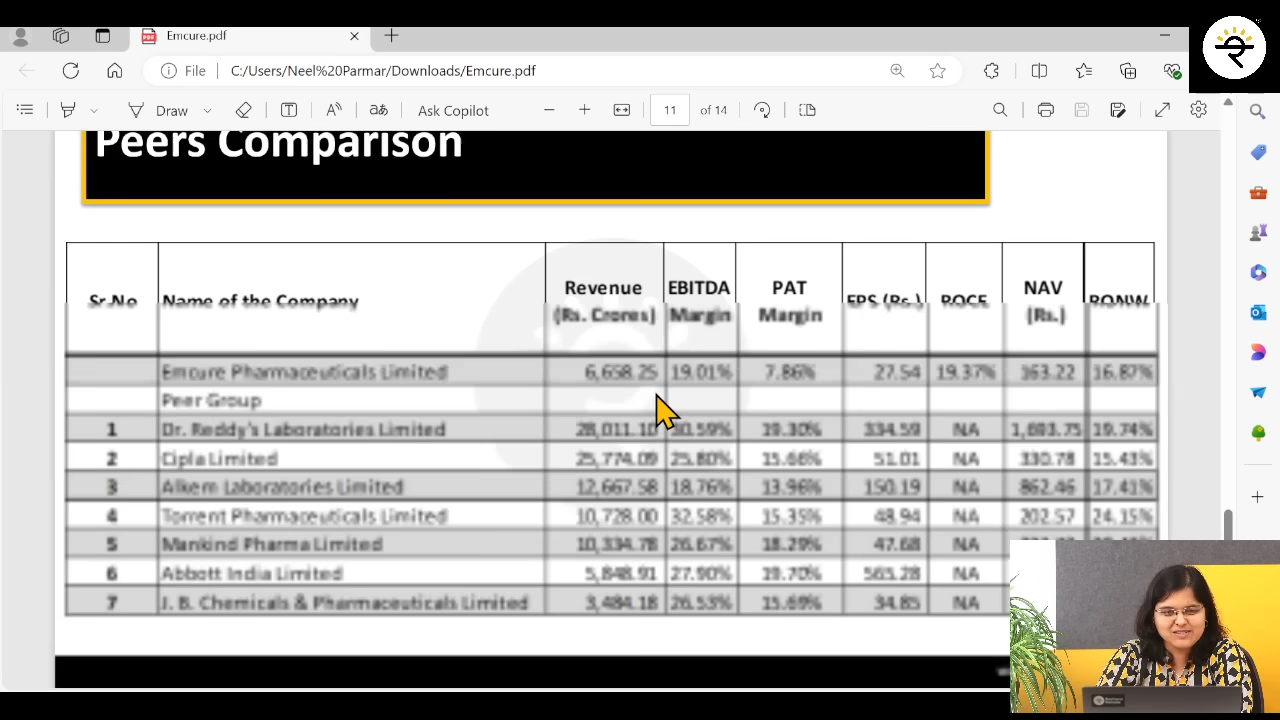 Emcure.pdf
File C:/Users/Neel%20Parmar/Downloads/Emcure.pdf
Draw Ask Copilot 11 of 14
Peers Comparison
Sr.No Name of the Company Revenue (Rs. Crores) EBITDA Margin PAT Margin EPS (Rs.) ROCE NAV (Rs.) RONW
Emcure Pharmaceuticals Limited 6,658.25 19.01% 7.86% 27.54 19.37% 163.22 16.87%
Peer Group
1 Dr. Reddy's Laboratories Limited 28,011.10 30.59% 19.30% 334.59 NA 1,693.75 19.74%
2 Cipla Limited 25,774.09 25.80% 15.66% 51.01 NA 330.78 15.43%
3 Alkem Laboratories Limited 12,667.58 18.76% 13.96% 150.19 NA 862.46 17.41%
4 Torrent Pharmaceuticals Limited 10,728.00 32.58% 15.35% 48.94 NA 202.57 24.15%
5 Mankind Pharma Limited 10,334.78 26.67% 18.29% 47.68 NA
6 Abbott India Limited 5,848.91 27.90% 19.70% 565.28 NA
7 J. B. Chemicals & Pharmaceuticals Limited 3,484.18 26.53% 15.69% 34.85 NA